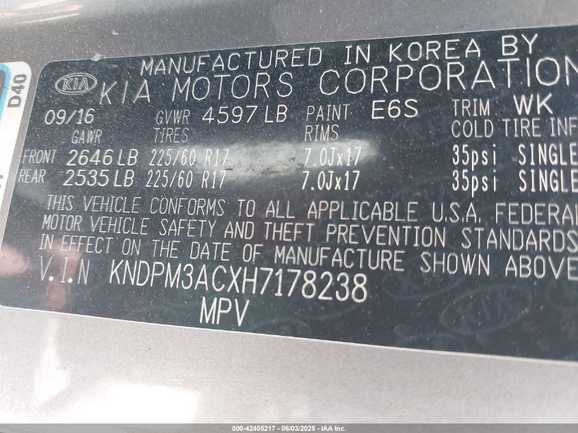 MANUFACTURED IN KOREA BY
KIA KIA MOTORS CORPORATION
09/16 GVWR 4597 LB PAINT E6S TRIM WK
GAWR TIRES RIMS COLD TIRE INF
FRONT 2646 LB 225/60 R17 7.0Jx17 35psi SINGLE
REAR 2535 LB 225/60 R17 7.0Jx17 35psi SINGLE
THIS VEHICLE CONFORMS TO ALL APPLICABLE U.S.A. FEDERAL
MOTOR VEHICLE SAFETY AND THEFT PREVENTION STANDARDS
IN EFFECT ON THE DATE OF MANUFACTURE SHOWN ABOVE
V.I.N KNDPM3ACXH7178238
MPV
D40
000-42405217 - 06/03/2025 - IAA Inc.